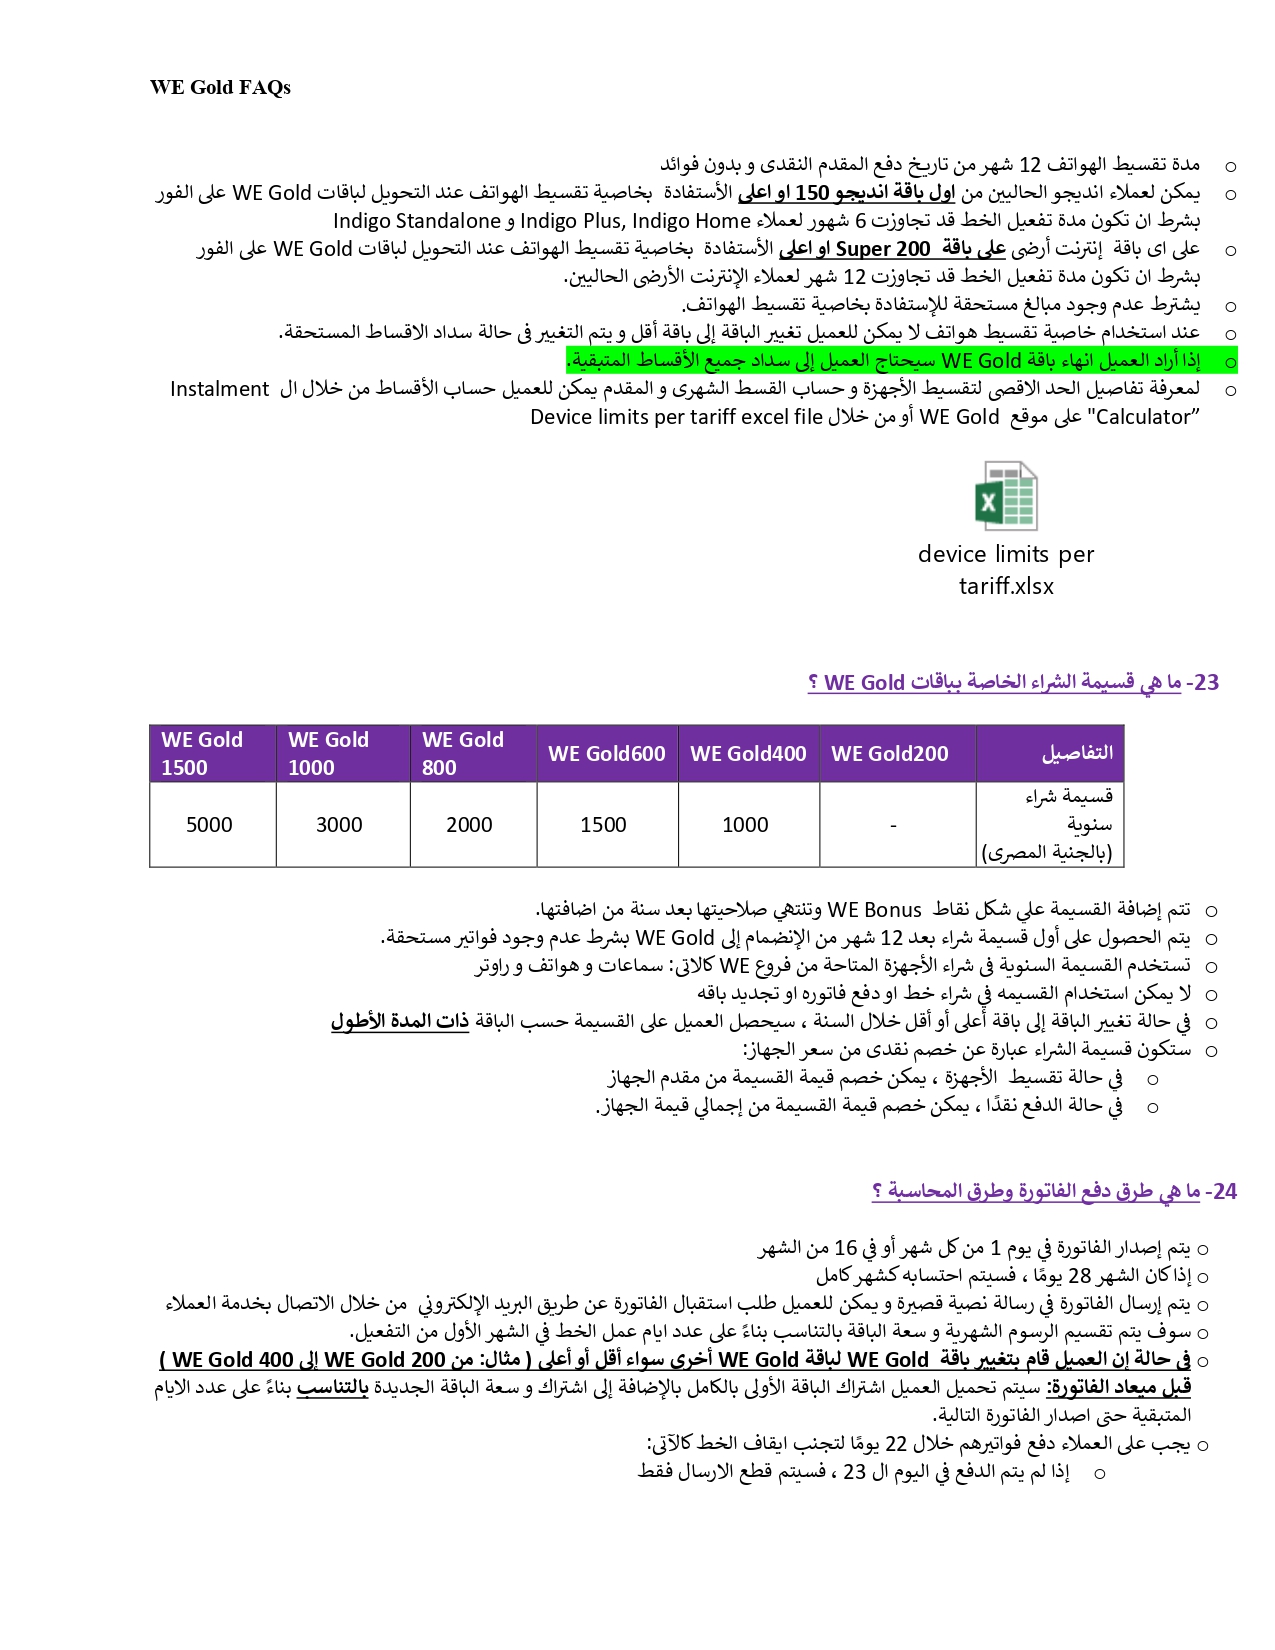 WE Gold FAQs
o مدة تقسيط الهواتف 12 شهر من تاريخ دفع المقدم النقدى و بدون فوائد
o يمكن لعملاء انديجو الحاليين من اول باقة انديجو 150 او اعلى الأستفادة بخاصية تقسيط الهواتف عند التحويل لباقات WE Gold على الفور
بشرط ان تكون مدة تفعيل الخط قد تجاوزت 6 شهور لعملاء Indigo Plus, Indigo Home و Indigo Standalone
o على اى باقة إنترنت أرضى على باقة Super 200 او اعلى الأستفادة بخاصية تقسيط الهواتف عند التحويل لباقات WE Gold على الفور
بشرط ان تكون مدة تفعيل الخط قد تجاوزت 12 شهر لعملاء الإنترنت الأرضى الحاليين.
o يشترط عدم وجود مبالغ مستحقة للإستفادة بخاصية تقسيط الهواتف.
o عند استخدام خاصية تقسيط هواتف لا يمكن للعميل تغيير الباقة إلى باقة أقل و يتم التغيير فى حالة سداد الاقساط المستحقة.
o إذا أراد العميل انهاء باقة WE Gold سيحتاج العميل إلى سداد جميع الأقساط المتبقية.
o لمعرفة تفاصيل الحد الاقصى لتقسيط الأجهزة و حساب القسط الشهرى و المقدم يمكن للعميل حساب الأقساط من خلال ال Instalment
Calculator" على موقع WE Gold أو من خلال Device limits per tariff excel file”
device limits per
tariff.xlsx
23- ما هي قسيمة الشراء الخاصة بباقات WE Gold ؟
التفاصيل WE Gold200 WE Gold400 WE Gold600 WE Gold 800 WE Gold 1000 WE Gold 1500
قسيمة شراء
سنوية - 1000 1500 2000 3000 5000
(بالجنية المصرى)
o تتم إضافة القسيمة علي شكل نقاط WE Bonus وتنتهي صلاحيتها بعد سنة من اضافتها.
o يتم الحصول على أول قسيمة شراء بعد 12 شهر من الإنضمام إلى WE Gold بشرط عدم وجود فواتير مستحقة.
o تستخدم القسيمة السنوية فى شراء الأجهزة المتاحة من فروع WE كالاتى: سماعات و هواتف و راوتر
o لا يمكن استخدام القسيمه في شراء خط او دفع فاتوره او تجديد باقه
o في حالة تغيير الباقة إلى باقة أعلى أو أقل خلال السنة ، سيحصل العميل على القسيمة حسب الباقة ذات المدة الأطول
o ستكون قسيمة الشراء عبارة عن خصم نقدى من سعر الجهاز:
o في حالة تقسيط الأجهزة ، يمكن خصم قيمة القسيمة من مقدم الجهاز
o في حالة الدفع نقدًا ، يمكن خصم قيمة القسيمة من إجمالي قيمة الجهاز.
24- ما هي طرق دفع الفاتورة وطرق المحاسبة ؟
o يتم إصدار الفاتورة في يوم 1 من كل شهر أو في 16 من الشهر
o إذا كان الشهر 28 يومًا ، فسيتم احتسابه كشهر كامل
o يتم إرسال الفاتورة في رسالة نصية قصيرة و يمكن للعميل طلب استقبال الفاتورة عن طريق البريد الإلكتروني من خلال الاتصال بخدمة العملاء
o سوف يتم تقسيم الرسوم الشهرية و سعة الباقة بالتناسب بناءً على عدد ايام عمل الخط في الشهر الأول من التفعيل.
o فى حالة إن العميل قام بتغيير باقة WE Gold لباقة WE Gold أخرى سواء أقل أو أعلى ( مثال: من WE Gold 200 إلى WE Gold 400 )
قبل ميعاد الفاتورة: سيتم تحميل العميل اشتراك الباقة الأولى بالكامل بالإضافة إلى اشتراك و سعة الباقة الجديدة بالتناسب بناءً على عدد الايام
المتبقية حتى اصدار الفاتورة التالية.
o يجب على العملاء دفع فواتيرهم خلال 22 يومًا لتجنب ايقاف الخط كالآتى:
o إذا لم يتم الدفع في اليوم ال 23 ، فسيتم قطع الارسال فقط